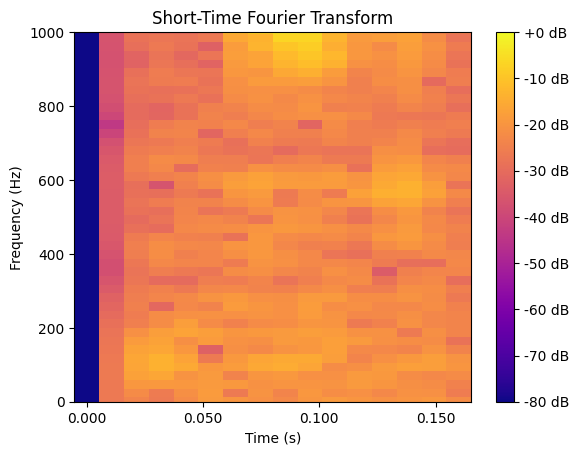 Short-Time Fourier Transform
1000
800
600
400
200
0
Frequency (Hz)
0.000
0.050
0.100
0.150
Time (s)
+0 dB
-10 dB
-20 dB
-30 dB
-40 dB
-50 dB
-60 dB
-70 dB
-80 dB